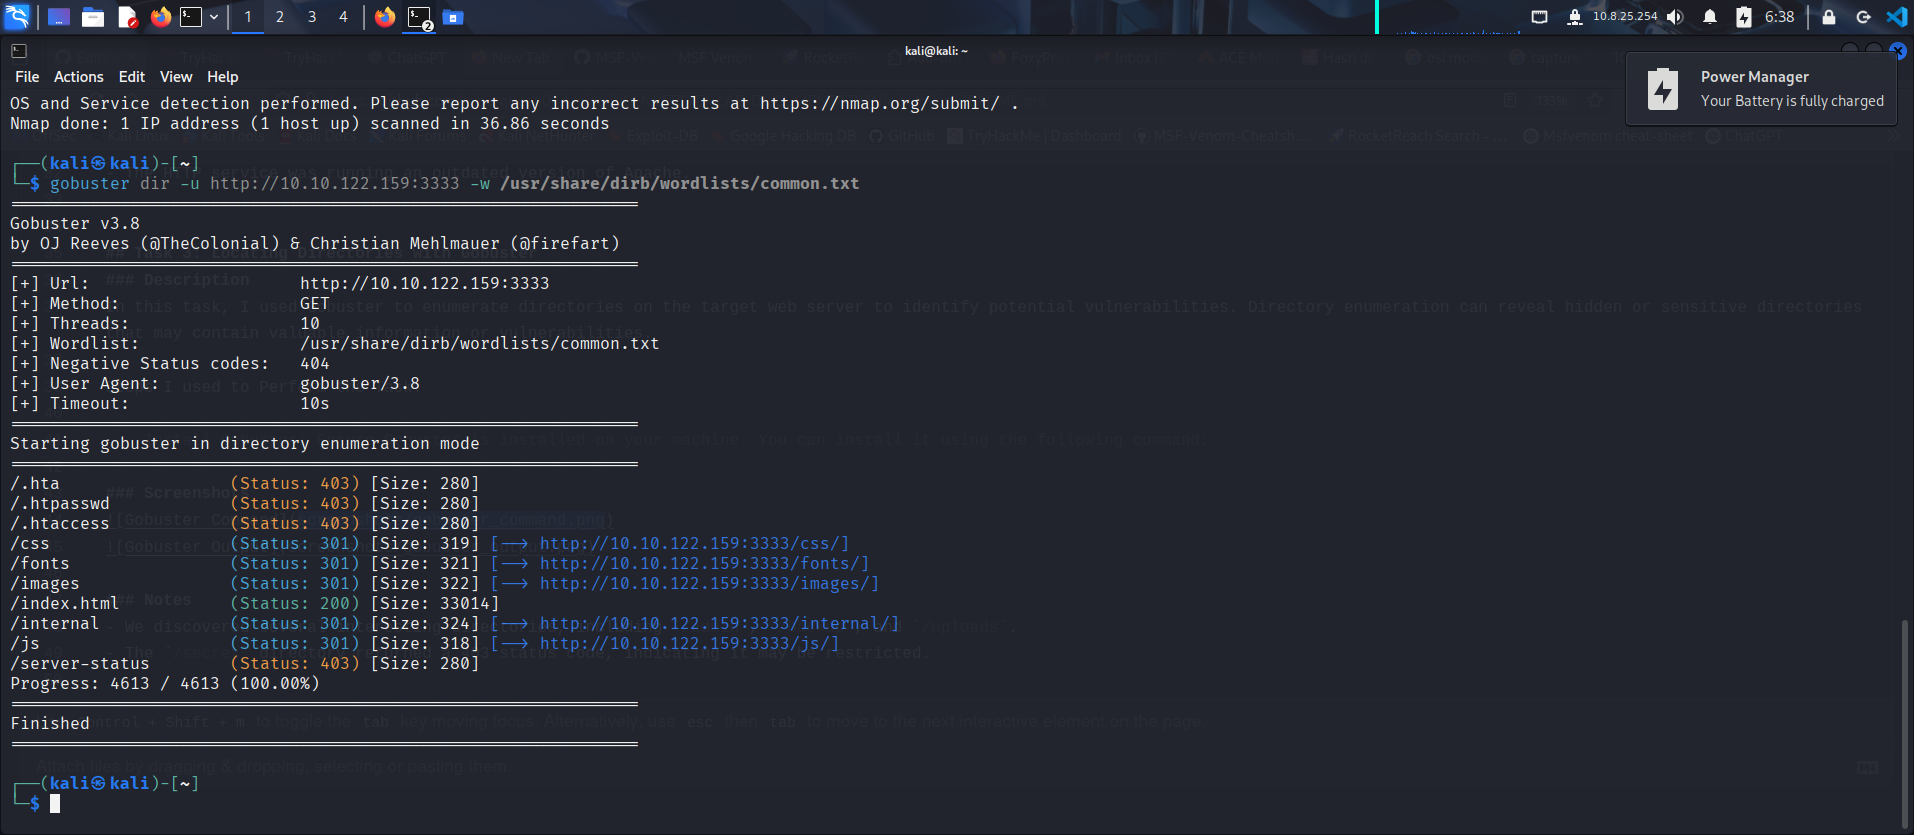 1 2 3 4
2
10.8.25.254
6:38
kali@kali: ~
File Actions Edit View Help
Power Manager
Your Battery is fully charged
OS and Service detection performed. Please report any incorrect results at https://nmap.org/submit/ .
Nmap done: 1 IP address (1 host up) scanned in 36.86 seconds
┌──(kali㉿kali)-[~]
└─$ gobuster dir -u http://10.10.122.159:3333 -w /usr/share/dirb/wordlists/common.txt
===============================================================
Gobuster v3.8
by OJ Reeves (@TheColonial) & Christian Mehlmauer (@firefart)
===============================================================
[+] Url:                     http://10.10.122.159:3333
[+] Method:                  GET
[+] Threads:                 10
[+] Wordlist:                /usr/share/dirb/wordlists/common.txt
[+] Negative Status codes:   404
[+] User Agent:              gobuster/3.8
[+] Timeout:                 10s
===============================================================
Starting gobuster in directory enumeration mode
===============================================================
/.hta                 (Status: 403) [Size: 280]
/.htpasswd            (Status: 403) [Size: 280]
/.htaccess            (Status: 403) [Size: 280]
/css                  (Status: 301) [Size: 319] [--> http://10.10.122.159:3333/css/]
/fonts                (Status: 301) [Size: 321] [--> http://10.10.122.159:3333/fonts/]
/images               (Status: 301) [Size: 322] [--> http://10.10.122.159:3333/images/]
/index.html           (Status: 200) [Size: 33014]
/internal             (Status: 301) [Size: 324] [--> http://10.10.122.159:3333/internal/]
/js                   (Status: 301) [Size: 318] [--> http://10.10.122.159:3333/js/]
/server-status        (Status: 403) [Size: 280]
Progress: 4613 / 4613 (100.00%)
===============================================================
Finished
===============================================================
┌──(kali㉿kali)-[~]
└─$